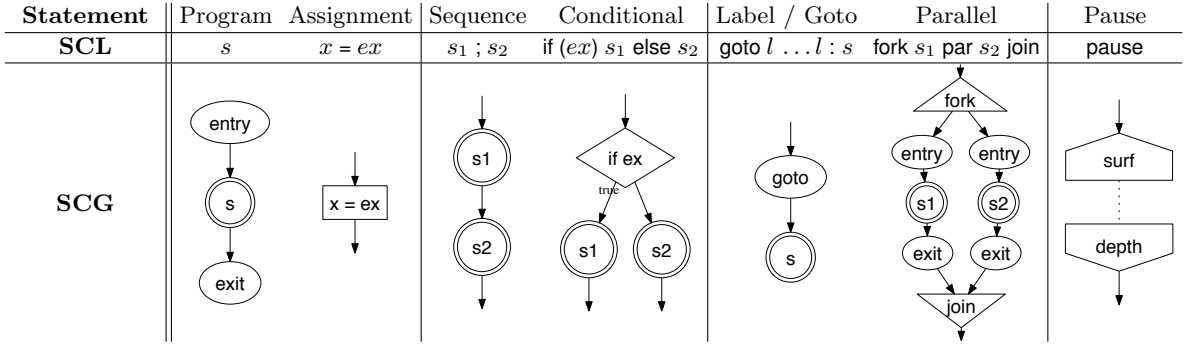 Statement Program Assignment Sequence Conditional Label / Goto Parallel Pause
SCL s x = ex s1 ; s2 if (ex) s1 else s2 goto l ...l : s fork s1 par s2 join pause
SCG
entry
s
exit
x = ex
s1
s2
if ex
true
s1
s2
goto
s
fork
entry entry
s1 s2
exit exit
join
surf
depth